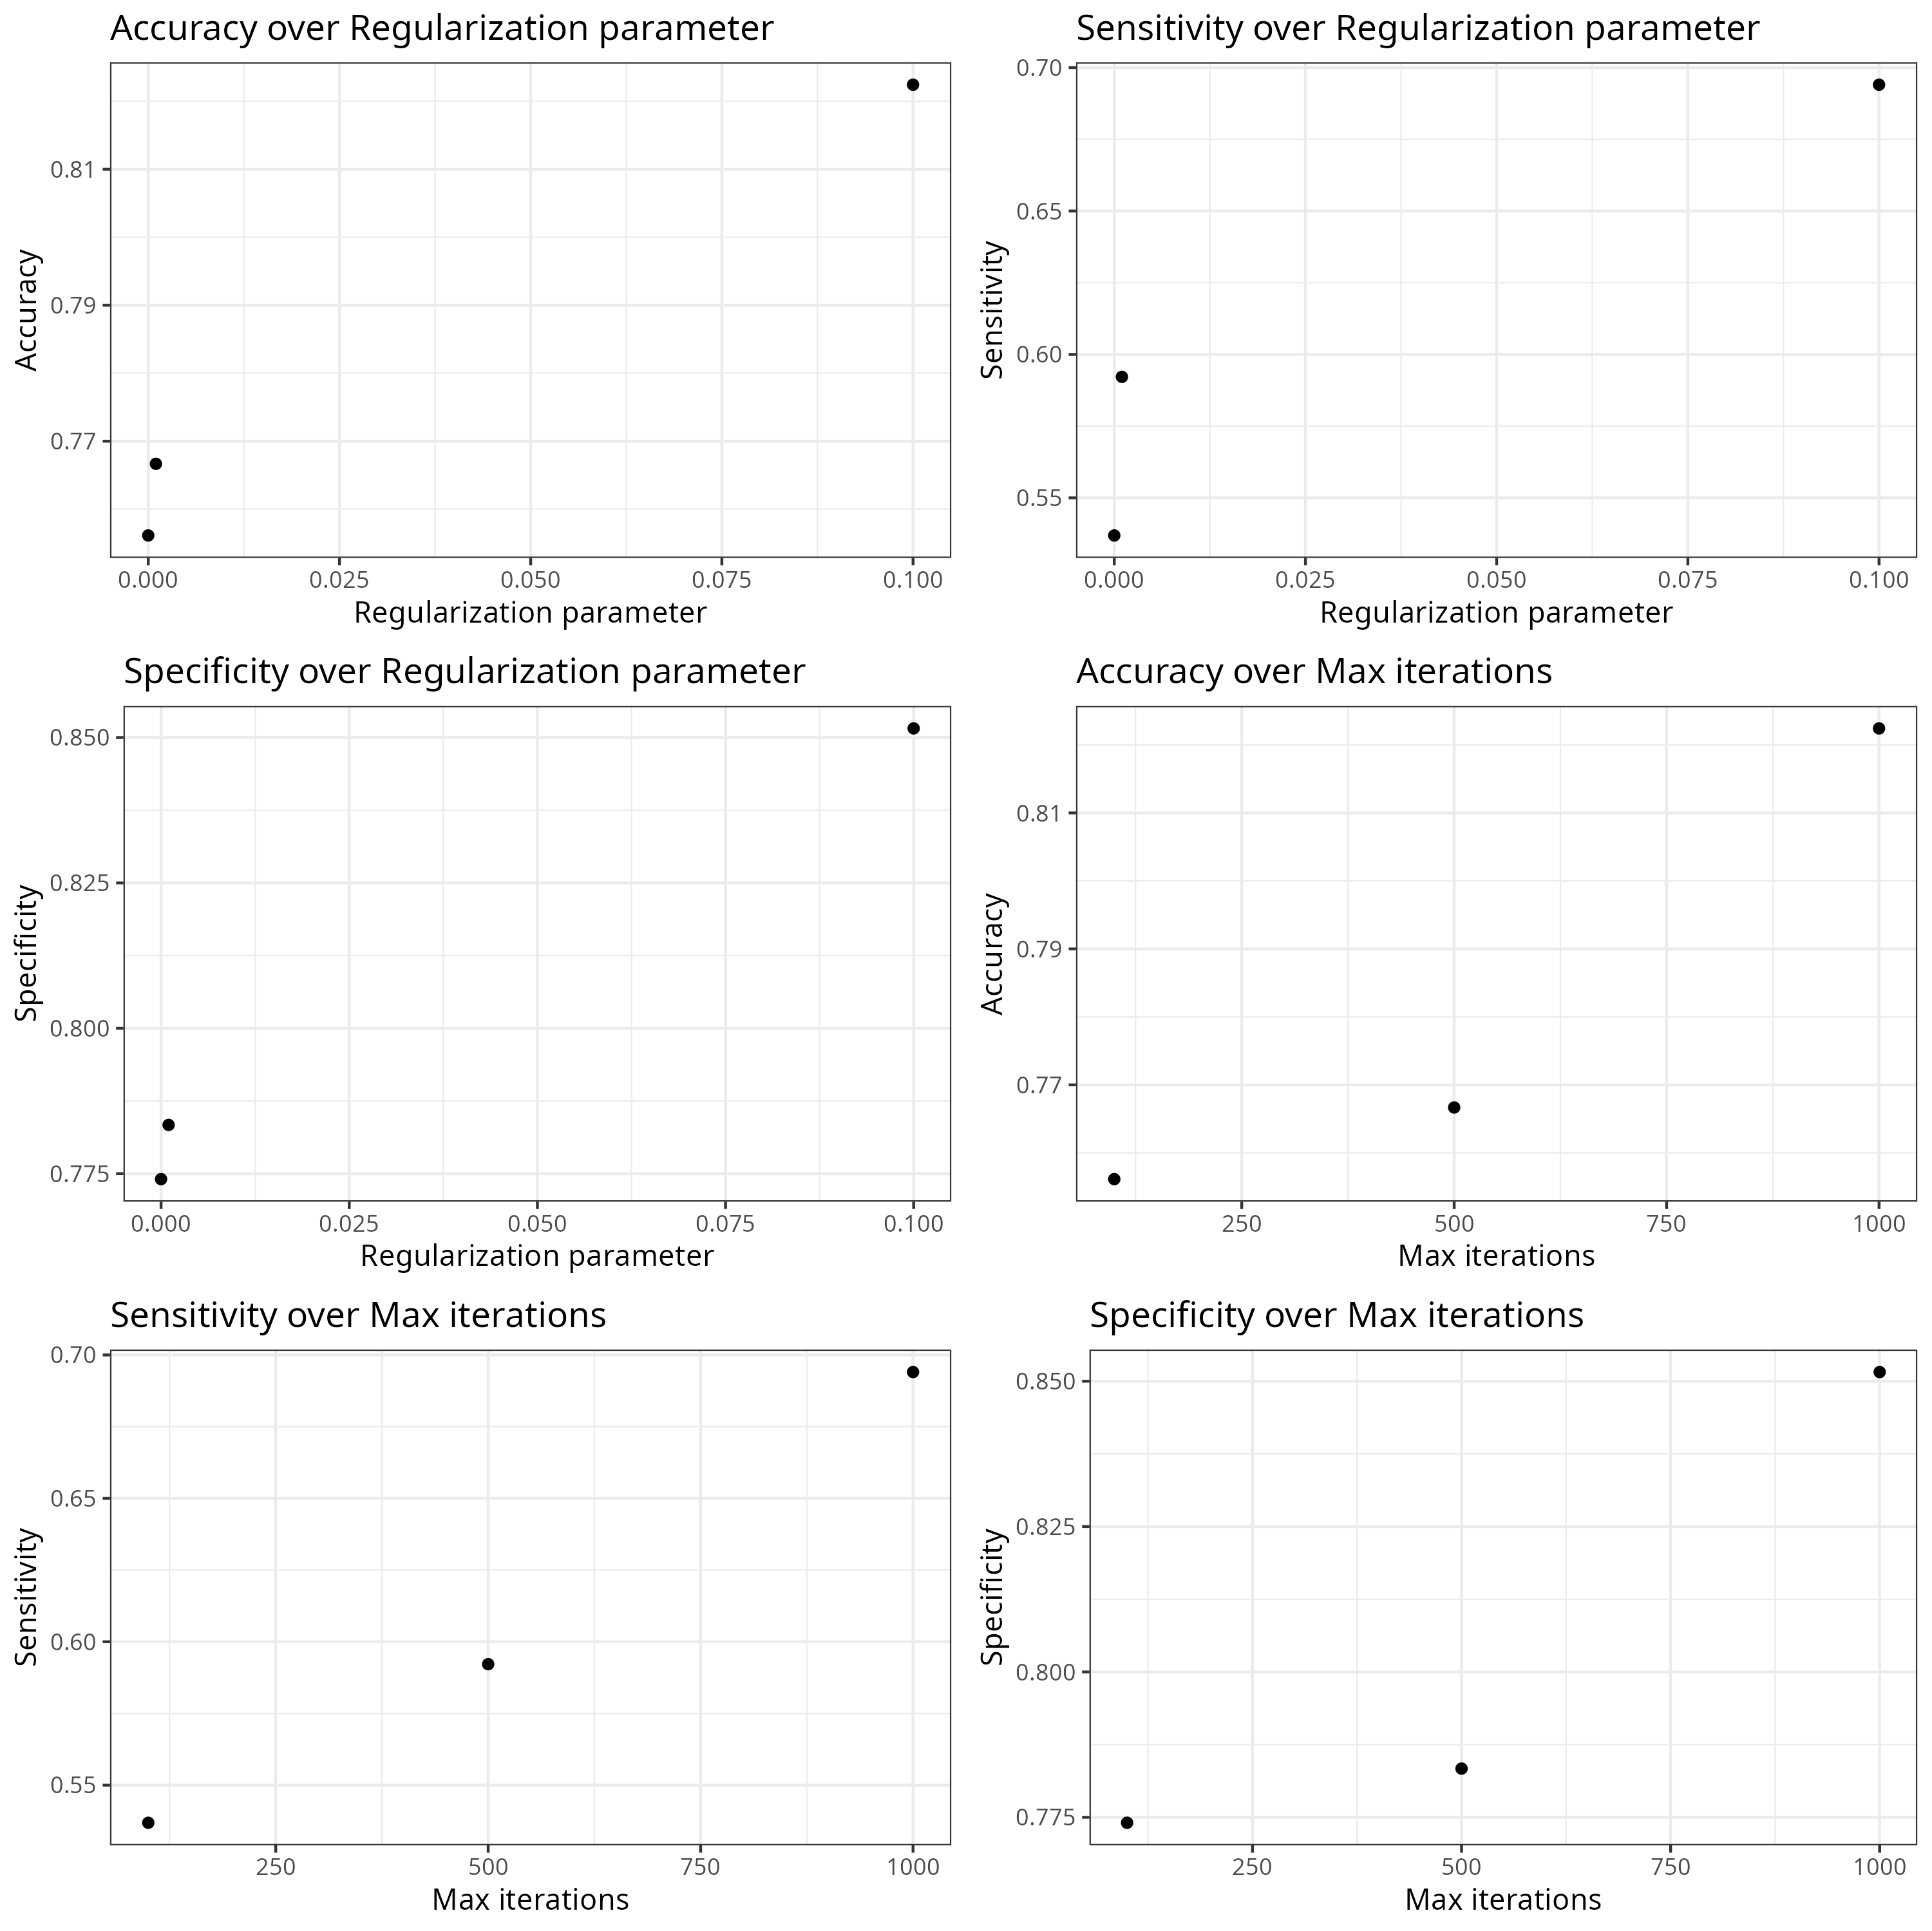 Accuracy over Regularization parameter
0.81
0.79
0.77
Accuracy
0.000 0.025 0.050 0.075 0.100
Regularization parameter
Sensitivity over Regularization parameter
0.70
0.65
0.60
0.55
Sensitivity
0.000 0.025 0.050 0.075 0.100
Regularization parameter
Specificity over Regularization parameter
0.850
0.825
0.800
0.775
Specificity
0.000 0.025 0.050 0.075 0.100
Regularization parameter
Accuracy over Max iterations
0.81
0.79
0.77
Accuracy
250 500 750 1000
Max iterations
Sensitivity over Max iterations
0.70
0.65
0.60
0.55
Sensitivity
250 500 750 1000
Max iterations
Specificity over Max iterations
0.850
0.825
0.800
0.775
Specificity
250 500 750 1000
Max iterations